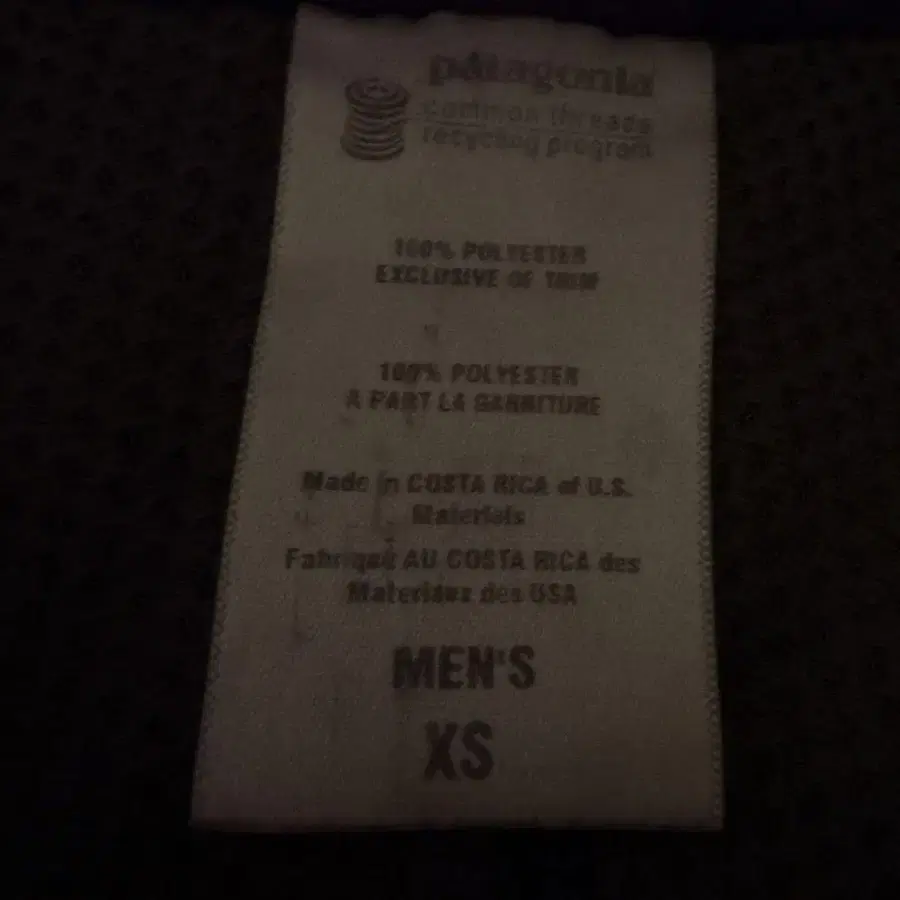 patagonia
common threads
recycling program
100% POLYESTER
EXCLUSIVE OF TRIM
100% POLYESTER
A PART LA GARNITURE
Made in COSTA RICA of U.S.
Materials
Fabriqué AU COSTA RICA des
Materiaux des USA
MEN'S
XS